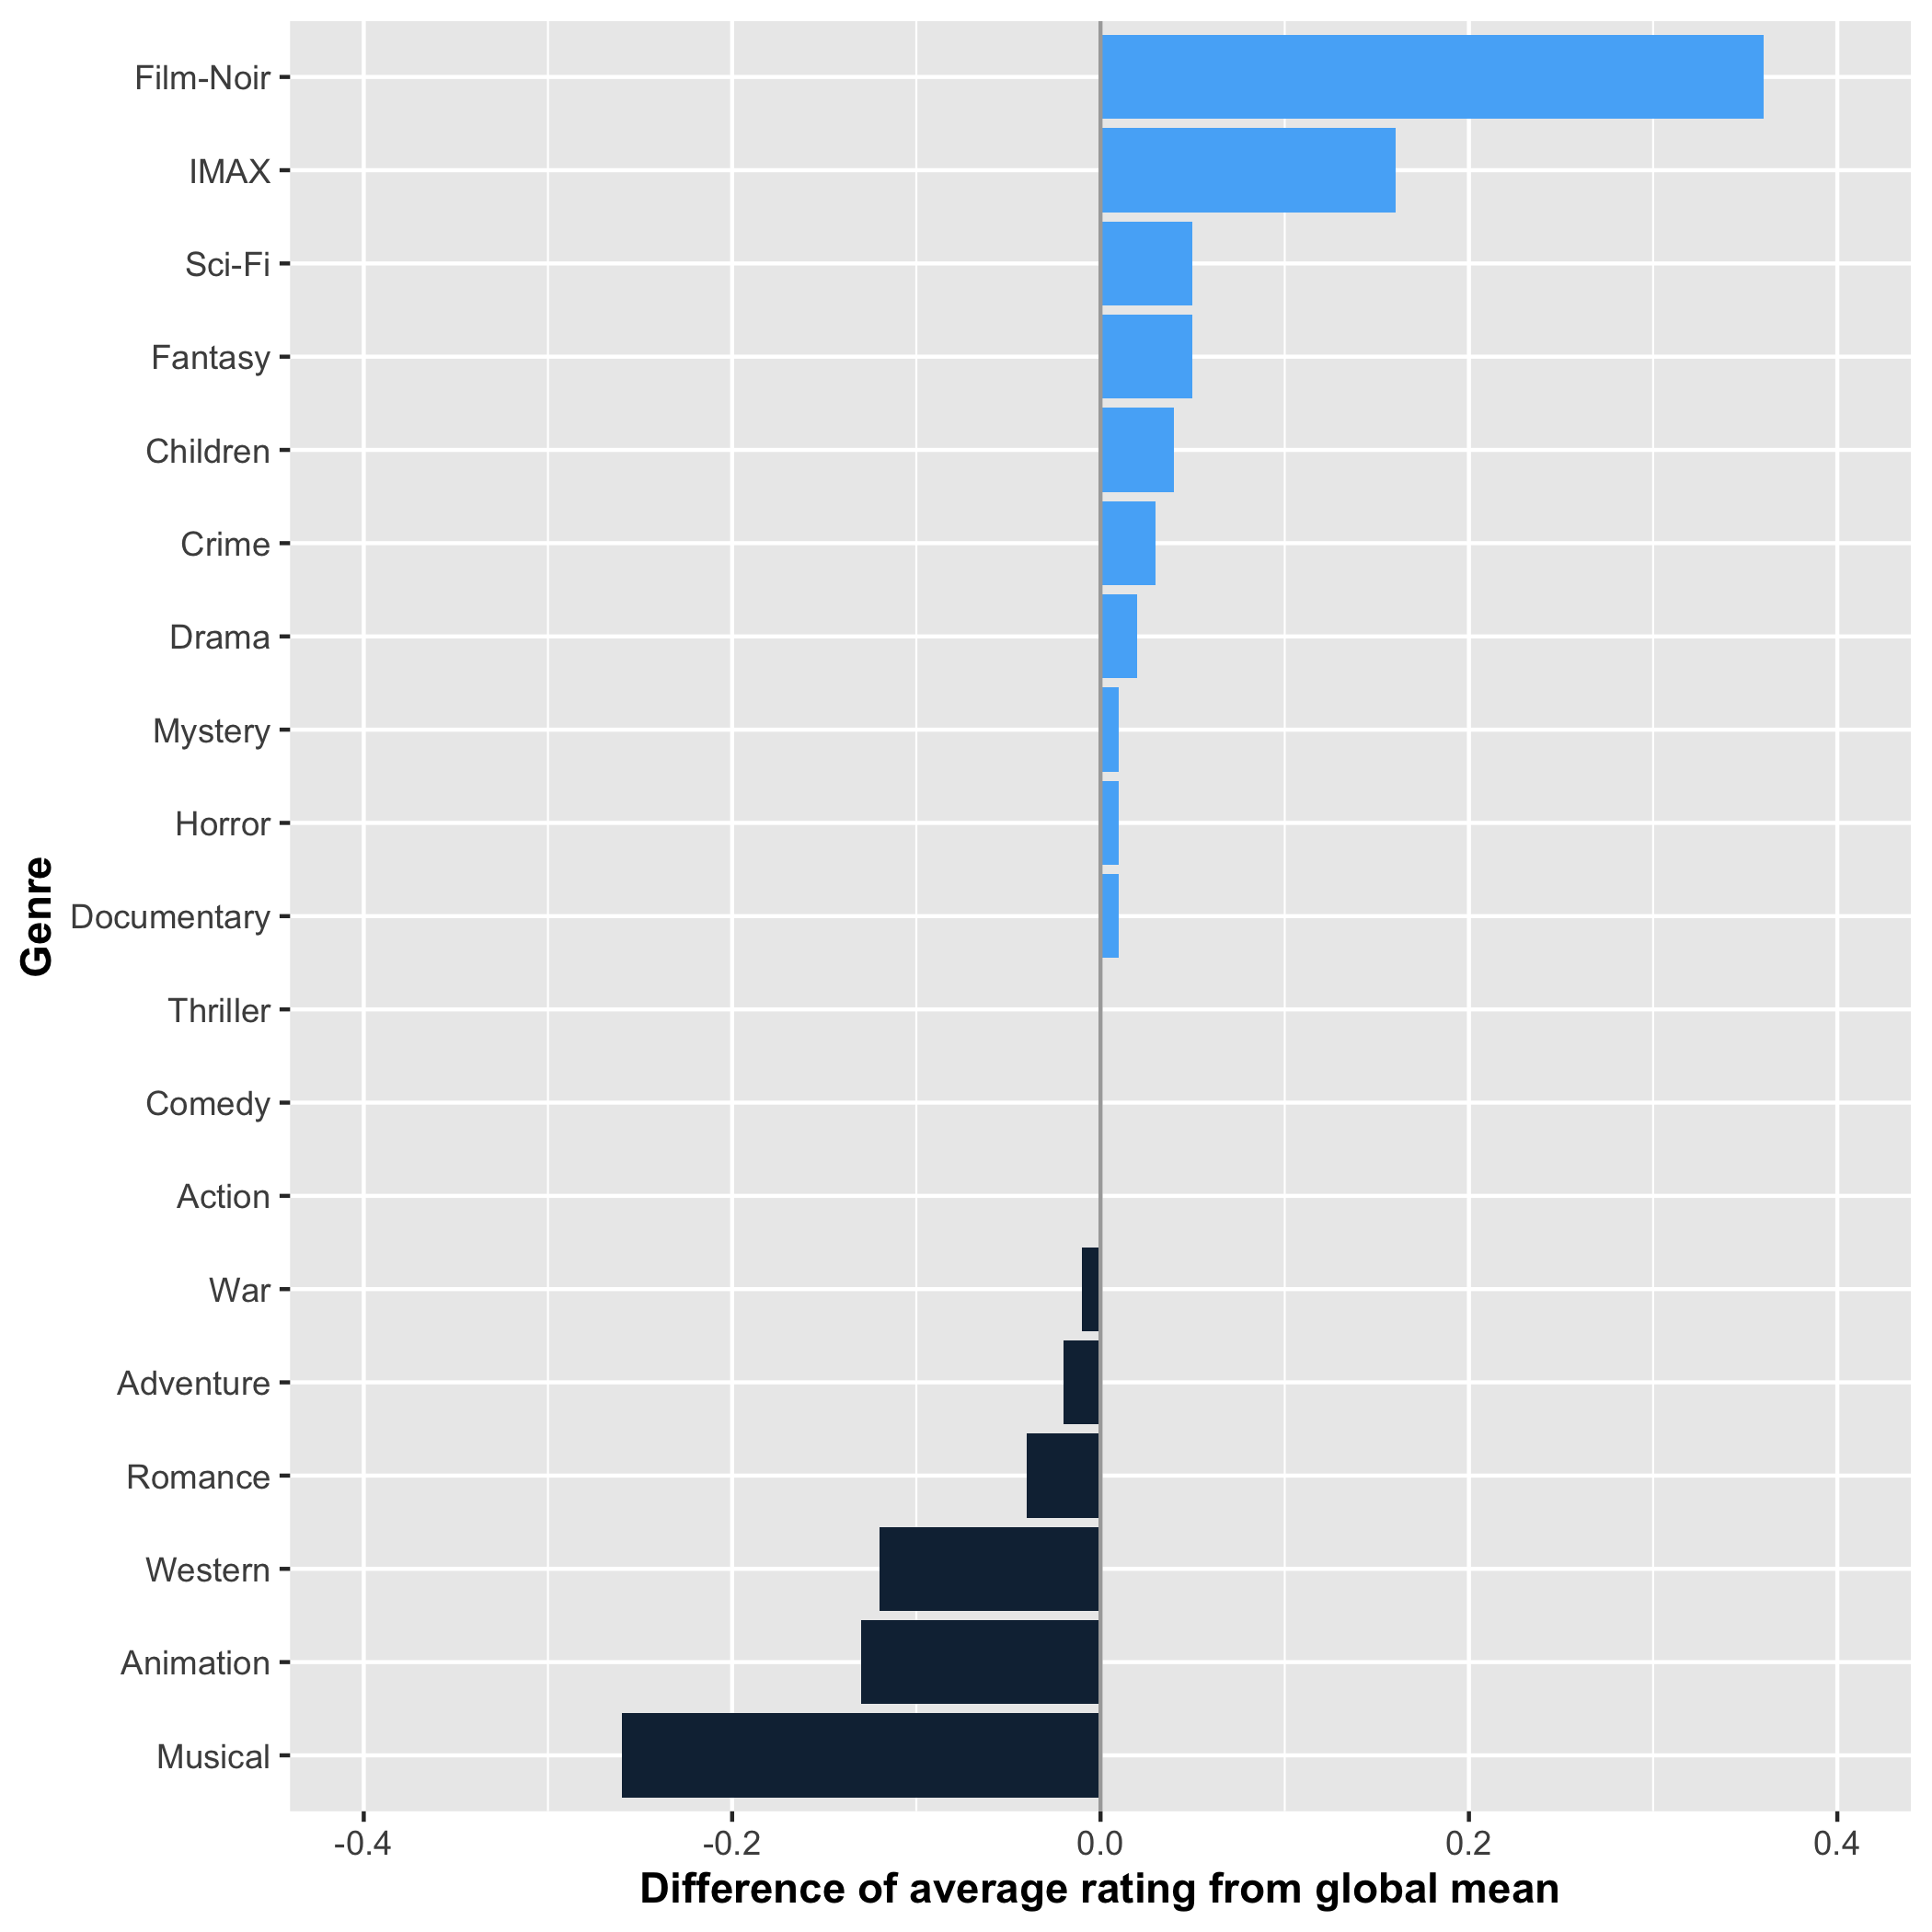 Genre
Film-Noir
IMAX
Sci-Fi
Fantasy
Children
Crime
Drama
Mystery
Horror
Documentary
Thriller
Comedy
Action
War
Adventure
Romance
Western
Animation
Musical
-0.4 -0.2 0.0 0.2 0.4
Difference of average rating from global mean